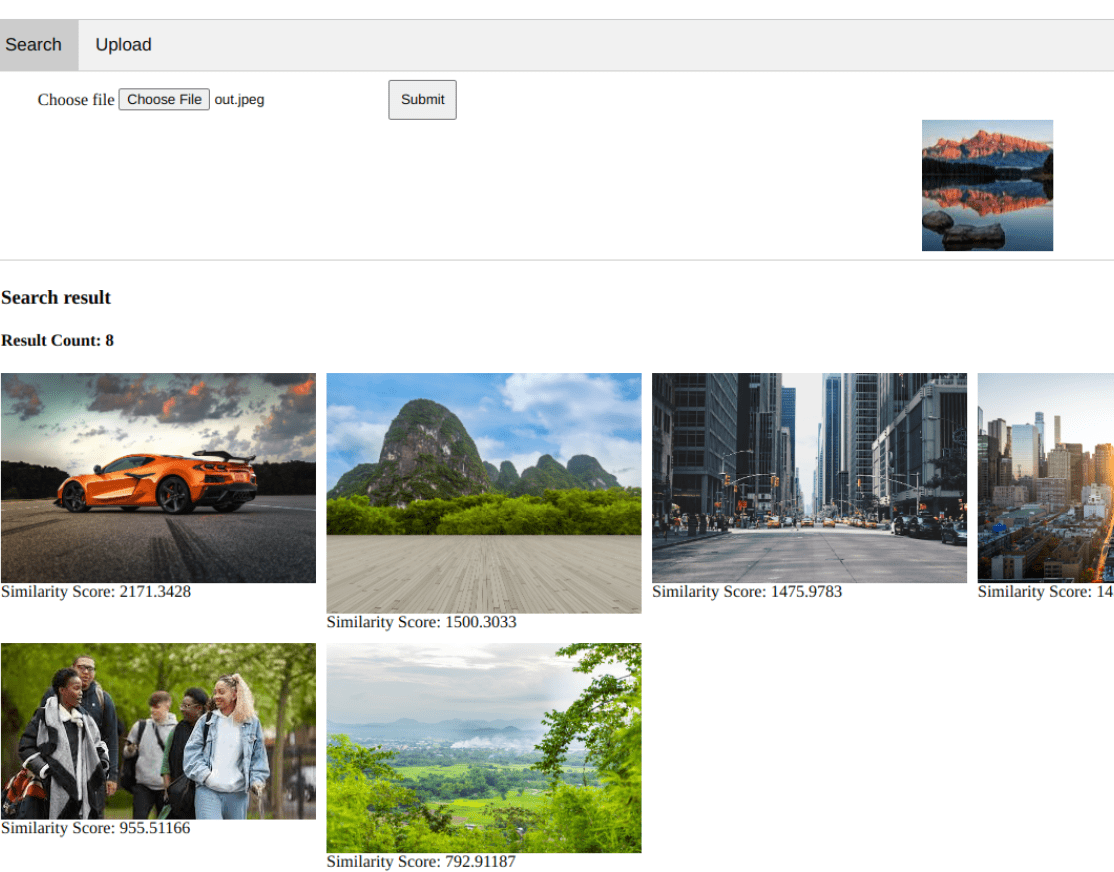 Search Upload
Choose file Choose File out.jpeg Submit
Search result
Result Count: 8
Similarity Score: 2171.3428
Similarity Score: 1500.3033
Similarity Score: 1475.9783
Similarity Score: 14
Similarity Score: 955.51166
Similarity Score: 792.91187